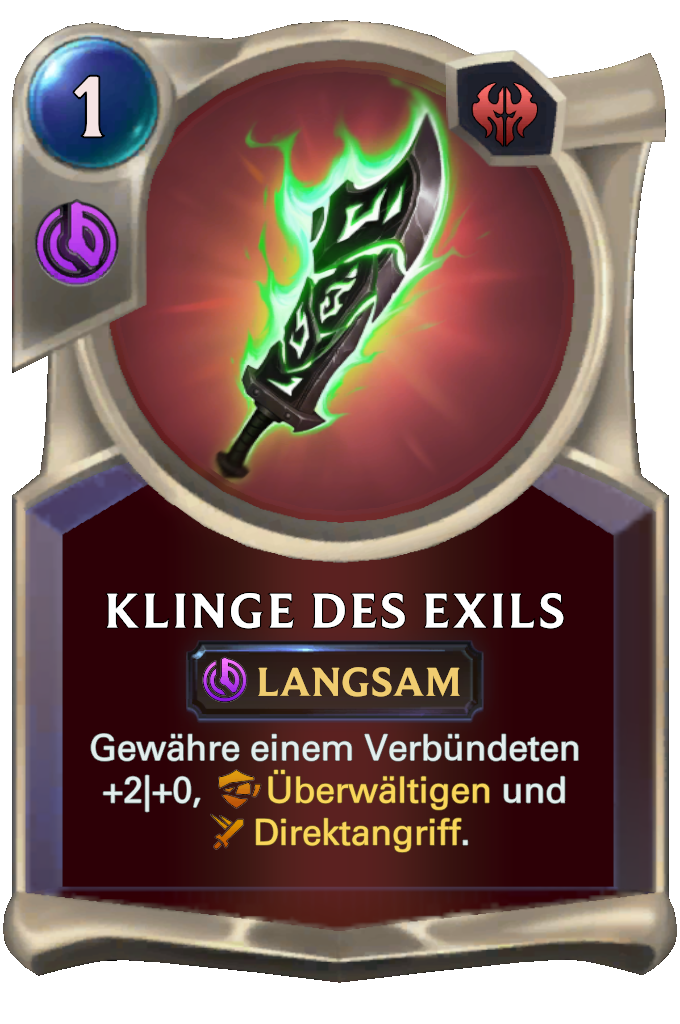 1
KLINGE DES EXILS
LANGSAM
Gewähre einem Verbündeten
+2|+0, Überwältigen und
Direktangriff.